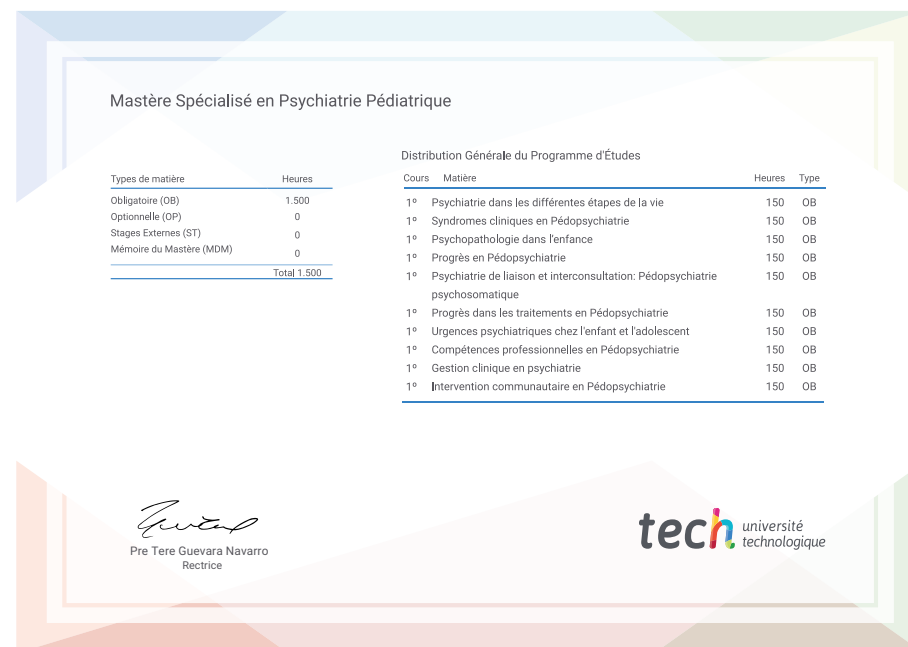 Mastère Spécialisé en Psychiatrie Pédiatrique
Types de matière Heures
Obligatoire (OB) 1.500
Optionnelle (OP) 0
Stages Externes (ST) 0
Mémoire du Mastère (MDM) 0
Total 1.500
Distribution Générale du Programme d'Études
Cours Matière Heures Type
1º Psychiatrie dans les différentes étapes de la vie 150 OB
1º Syndromes cliniques en Pédopsychiatrie 150 OB
1º Psychopathologie dans l'enfance 150 OB
1º Progrès en Pédopsychiatrie 150 OB
1º Psychiatrie de liaison et interconsultation: Pédopsychiatrie 150 OB
psychosomatique
1º Progrès dans les traitements en Pédopsychiatrie 150 OB
1º Urgences psychiatriques chez l'enfant et l'adolescent 150 OB
1º Compétences professionnelles en Pédopsychiatrie 150 OB
1º Gestion clinique en psychiatrie 150 OB
1º Intervention communautaire en Pédopsychiatrie 150 OB
Pre Tere Guevara Navarro
Rectrice
tech université
technologique